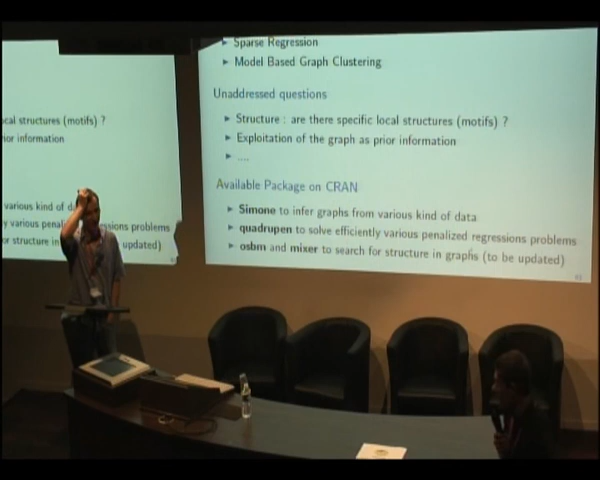 Sparse Regression
Model Based Graph Clustering
Unaddressed questions
Structure : are there specific local structures (motifs) ?
Exploitation of the graph as prior information
....
Available Package on CRAN
Simone to infer graphs from various kind of data
quadrupen to solve efficiently various penalized regressions problems
osbm and mixer to search for structure in graphs (to be updated)
cal structures (motifs) ?
ior information
various kind of d
y various penal
ssions problems
or structure in
updated)